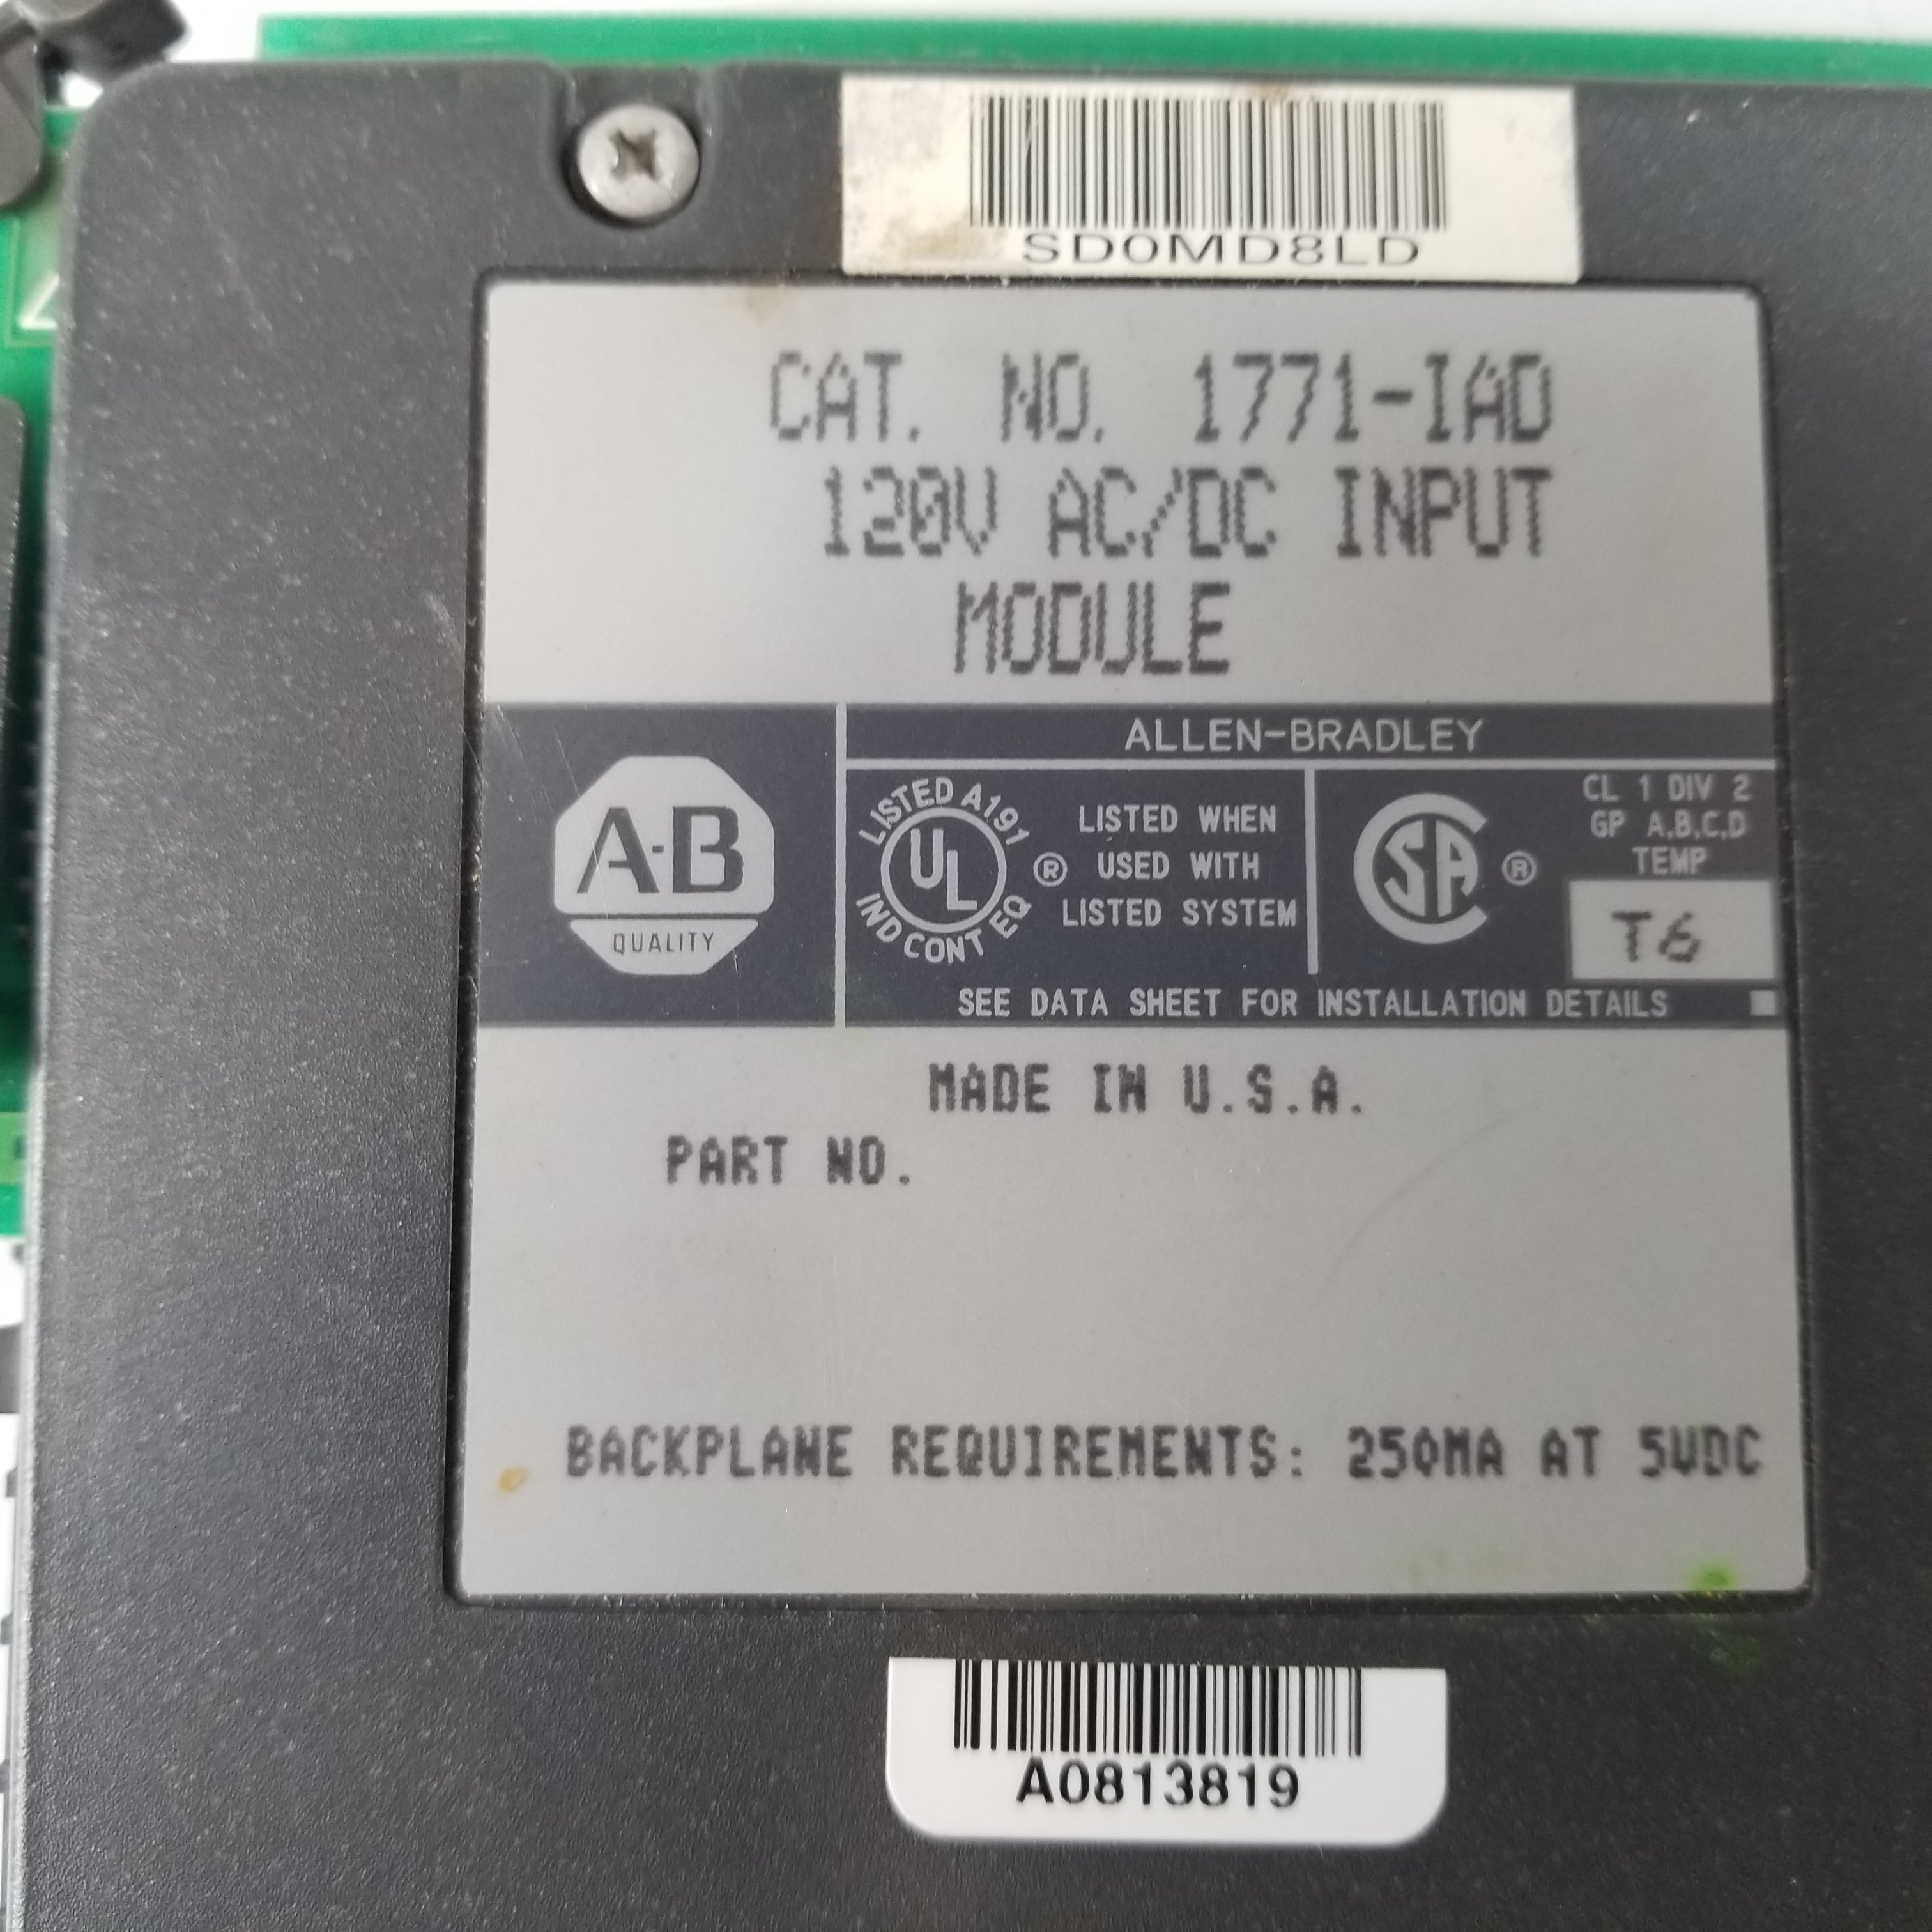 SD0MD8LD
CAT. NO. 1771-IAD
120V AC/DC INPUT
MODULE
ALLEN-BRADLEY
A-B
QUALITY
LISTED A191
UL
®
IND CONT EQ
LISTED WHEN
USED WITH
LISTED SYSTEM
SA
®
CL 1 DIV 2
GP A,B,C,D
TEMP
T6
SEE DATA SHEET FOR INSTALLATION DETAILS
MADE IN U.S.A.
PART NO.
BACKPLANE REQUIREMENTS: 250MA AT 5VDC
A0813819